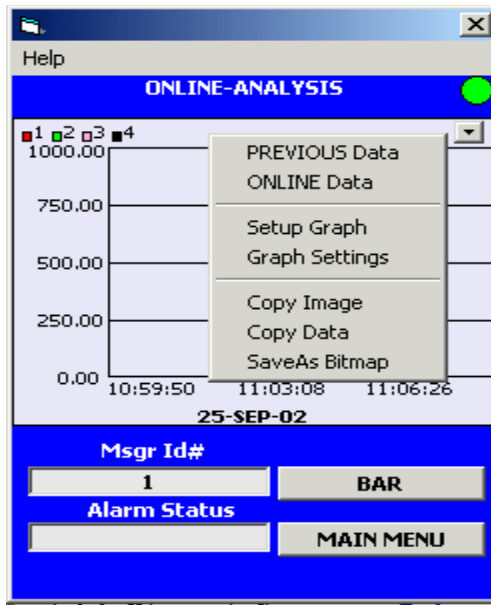 Help
ONLINE-ANALYSIS
1 2 3 4
1000.00
750.00
500.00
250.00
0.00
PREVIOUS Data
ONLINE Data
Setup Graph
Graph Settings
Copy Image
Copy Data
SaveAs Bitmap
10:59:50 11:03:08 11:06:26
25-SEP-02
Msgr Id#
1
BAR
Alarm Status
MAIN MENU